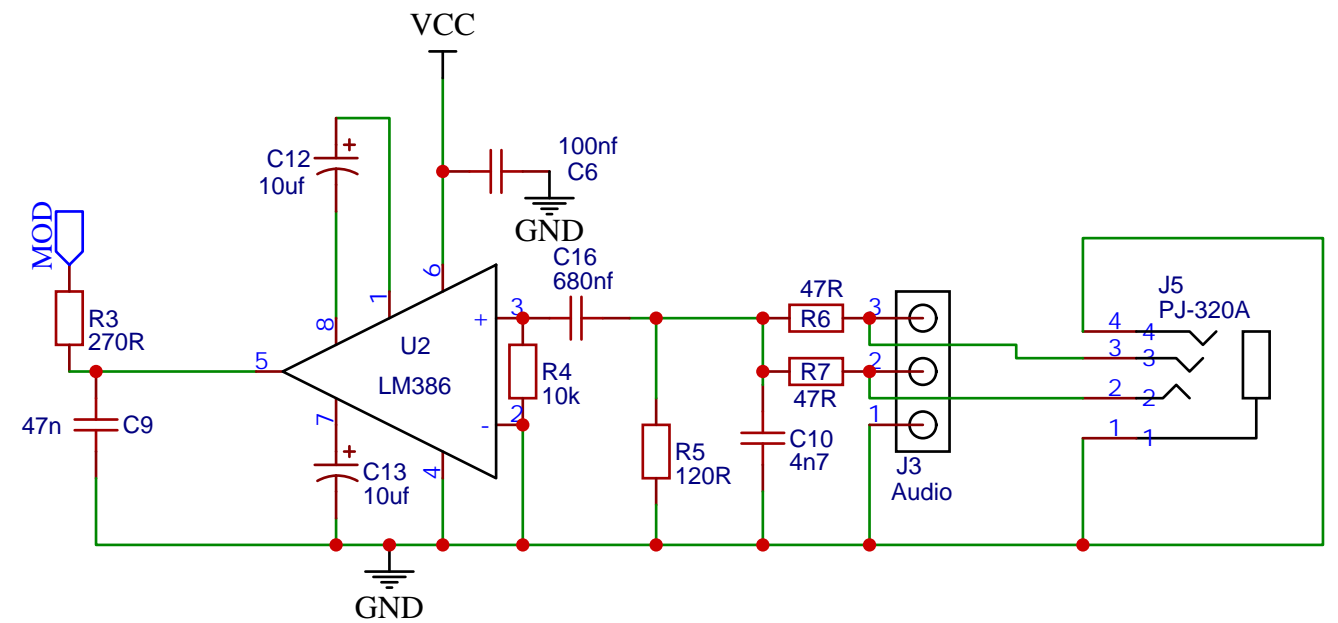 VCC
C12
10uf
+
100nf
C6
GND
MOD
C16
680nf
6
1
8
3
+
R3
270R
5
U2
LM386
R4
10k
47R
R6
3
R7
2
47R
J5
PJ-320A
4
4
3
3
2
2
1
1
47n
C9
7
+
C13
10uf
4
-
2
R5
120R
C10
4n7
1
J3
Audio
GND